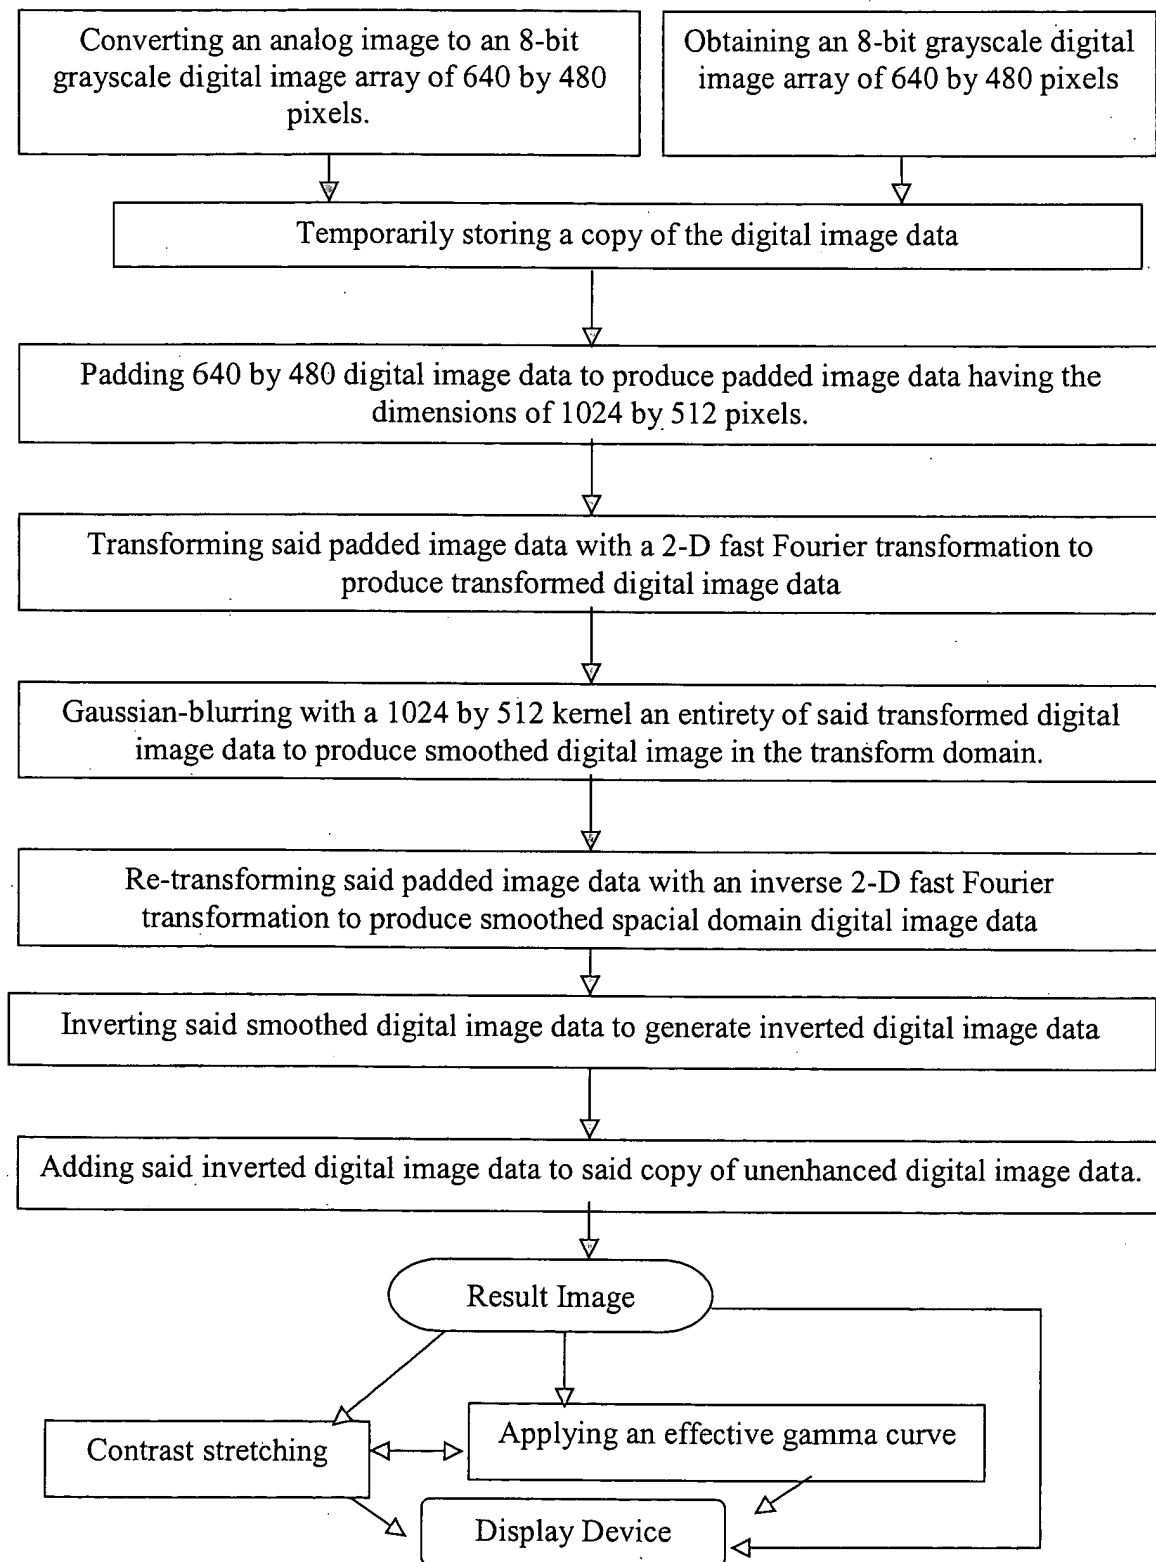 Converting an analog image to an 8-bit
grayscale digital image array of 640 by 480
pixels.
Obtaining an 8-bit grayscale digital
image array of 640 by 480 pixels
Temporarily storing a copy of the digital image data
Padding 640 by 480 digital image data to produce padded image data having the
dimensions of 1024 by 512 pixels.
Transforming said padded image data with a 2-D fast Fourier transformation to
produce transformed digital image data
Gaussian-blurring with a 1024 by 512 kernel an entirety of said transformed digital
image data to produce smoothed digital image in the transform domain.
Re-transforming said padded image data with an inverse 2-D fast Fourier
transformation to produce smoothed spacial domain digital image data
Inverting said smoothed digital image data to generate inverted digital image data
Adding said inverted digital image data to said copy of unenhanced digital image data.
Result Image
Contrast stretching
Applying an effective gamma curve
Display Device